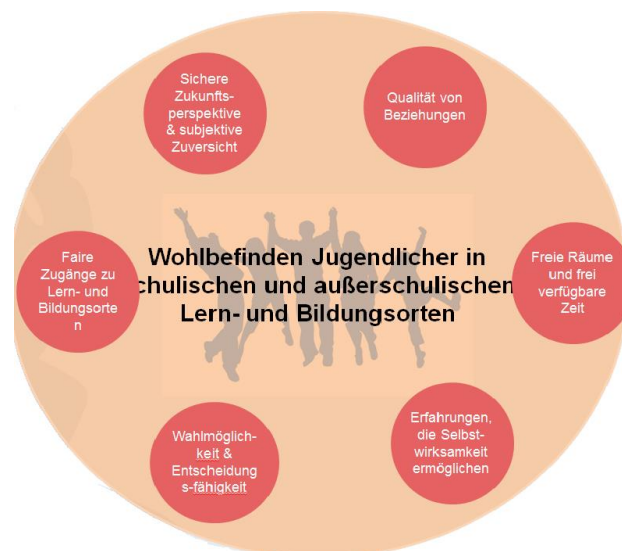 Sichere
Zukunfts-
perspektive
& subjektive
Zuversicht
Qualität von
Beziehungen
Wohlbefinden Jugendlicher in
chulischen und außerschulischen
Lern- und Bildungsorten
Faire
Zugänge zu
Lern- und
Bildungsorte
n
Freie Räume
und frei
verfügbare
Zeit
Wahlmöglich-
keit &
Entscheidung
s-fähigkeit
Erfahrungen,
die Selbst-
wirksamkeit
ermöglichen